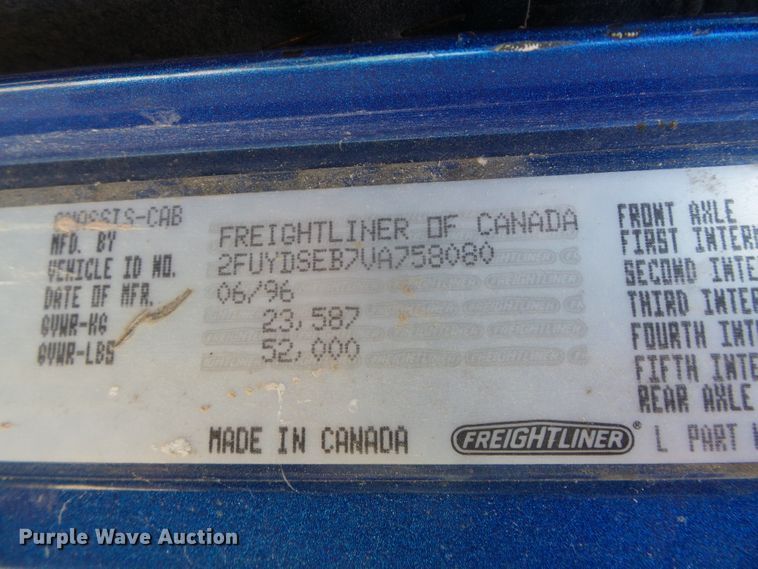 CHASSIS-CAB
MFD. BY FREIGHTLINER OF CANADA
VEHICLE ID NO. 2FUYDSEB7VA758080
DATE OF MFR. 06/96
GVWR-KG 23,587
GVWR-LBS 52,000
MADE IN CANADA FREIGHTLINER ®
FRONT AXLE
FIRST INTERM
SECOND INTE
THIRD INTE
FOURTH INT
FIFTH INTE
REAR AXLE
L PART
Purple Wave Auction®